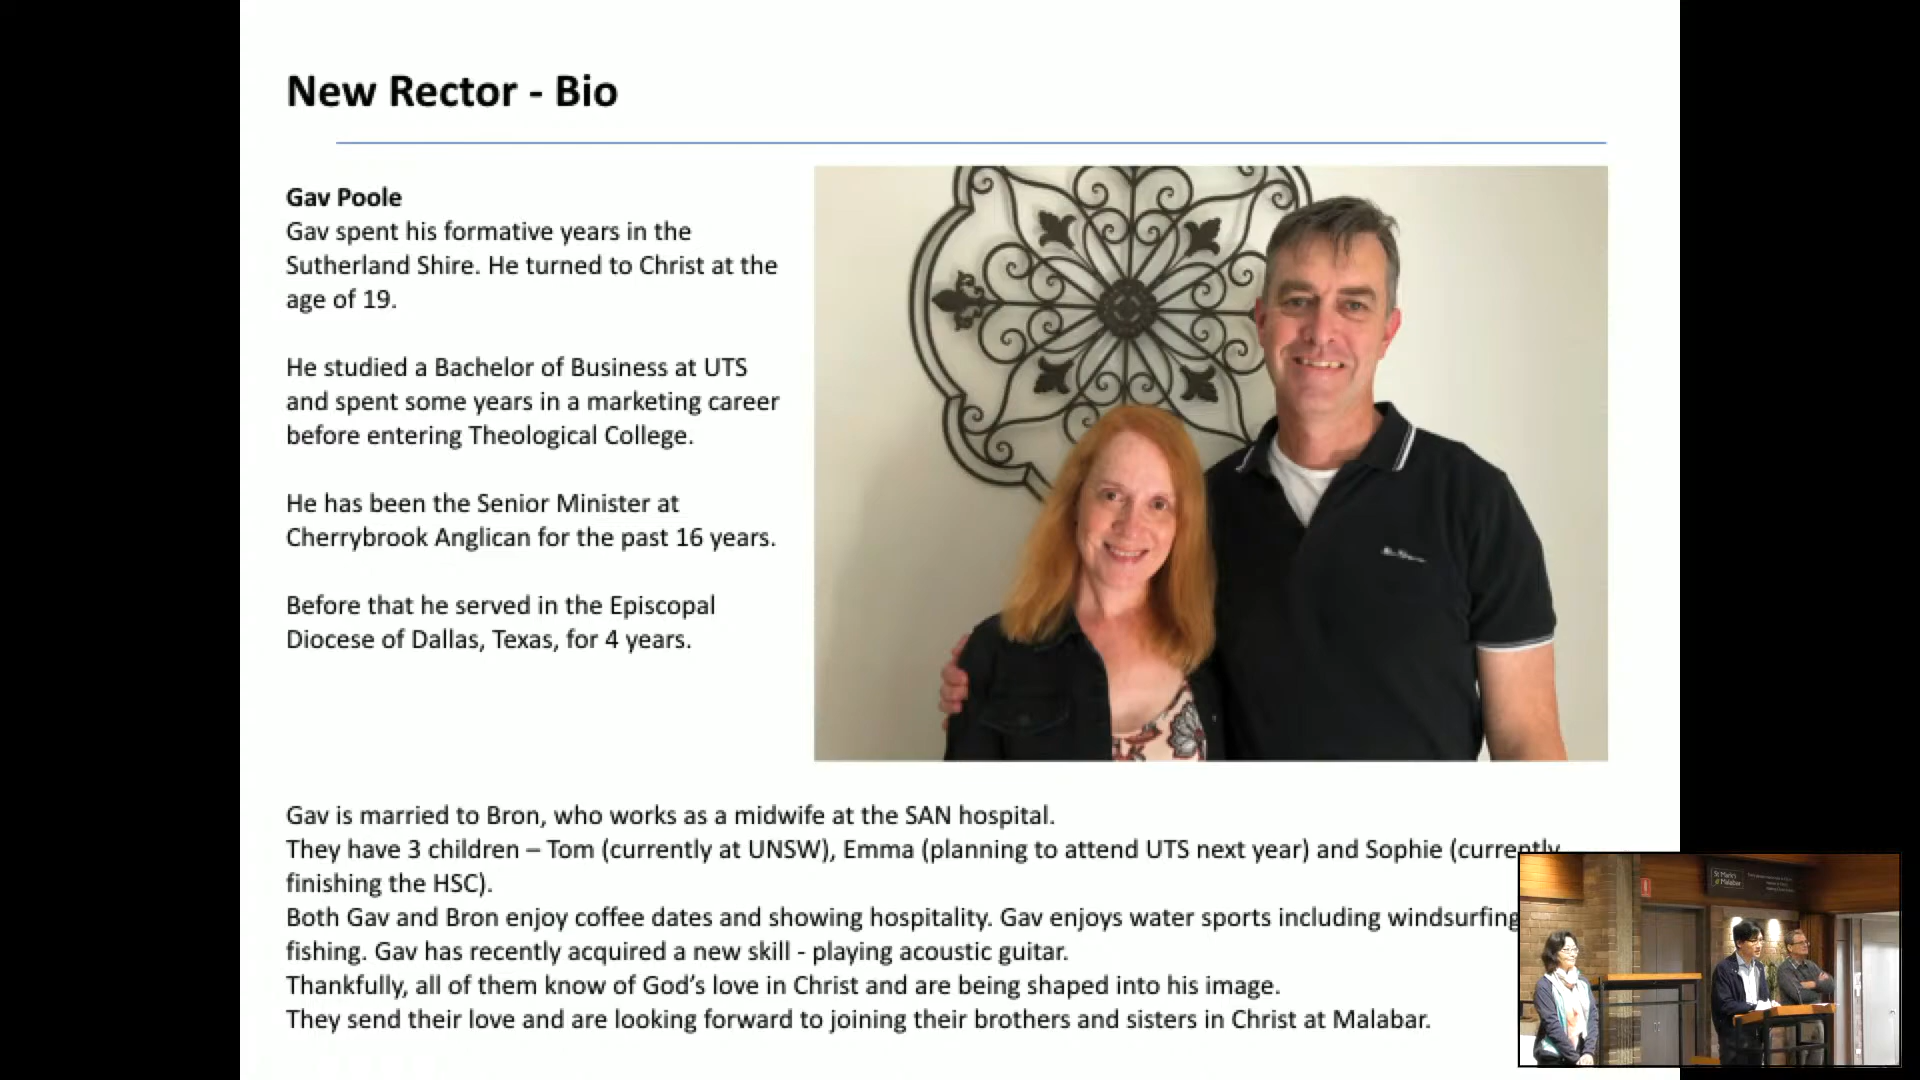 New Rector - Bio
Gav Poole
Gav spent his formative years in the
Sutherland Shire. He turned to Christ at the
age of 19.
He studied a Bachelor of Business at UTS
and spent some years in a marketing career
before entering Theological College.
He has been the Senior Minister at
Cherrybrook Anglican for the past 16 years.
Before that he served in the Episcopal
Diocese of Dallas, Texas, for 4 years.
Gav is married to Bron, who works as a midwife at the SAN hospital.
They have 3 children – Tom (currently at UNSW), Emma (planning to attend UTS next year) and Sophie (currently
finishing the HSC).
Both Gav and Bron enjoy coffee dates and showing hospitality. Gav enjoys water sports including windsurfing
fishing. Gav has recently acquired a new skill - playing acoustic guitar.
Thankfully, all of them know of God’s love in Christ and are being shaped into his image.
They send their love and are looking forward to joining their brothers and sisters in Christ at Malabar.
St Mark's
Malabar